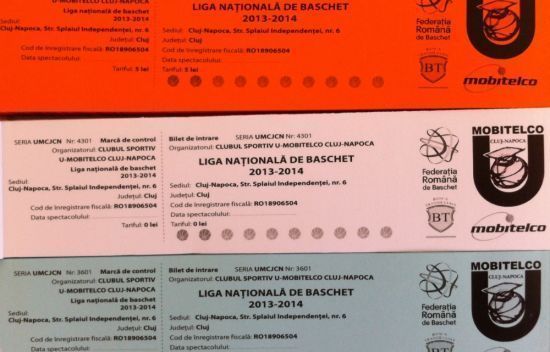 U-MOBITELCO CLUJ-NAPOCA
Liga națională de baschet
2013-2014
Sediul:
Cluj-Napoca, Str. Splaiul Independenței, nr. 6
Județul: Cluj
Cod de înregistrare fiscală: RO18906504
Data spectacolului:
Tariful: 5 lei
LIGA NAȚIONALĂ DE BASCHET
2013-2014
Sediul: Cluj-Napoca, Str. Splaiul Independenței, nr. 6
Județul: Cluj
Cod de înregistrare fiscală: RO18906504
Data spectacolului:
Tariful: 5 lei
Federația
Română
de Baschet
BT
CLUJ-NAPOCA
mobitelco
SERIA UMCJCN Nr: 4301 Marcă de control
Organizatorul: CLUBUL SPORTIV
U-MOBITELCO CLUJ-NAPOCA
Liga națională de baschet
2013-2014
Sediul:
Cluj-Napoca, Str. Splaiul Independenței, nr. 6
Județul: Cluj
Cod de înregistrare fiscală: RO18906504
Data spectacolului:
Tariful: 0 lei
Bilet de intrare SERIA UMCJCN Nr: 4301
Organizatorul: CLUBUL SPORTIV U-MOBITELCO CLUJ-NAPOCA
LIGA NAȚIONALĂ DE BASCHET
2013-2014
Sediul: Cluj-Napoca, Str. Splaiul Independenței, nr. 6
Județul: Cluj
Cod de înregistrare fiscală: RO18906504
Data spectacolului:
Tariful: 0 lei
Federația
Română
de Baschet
BANCA
TRANSILVANIA
BT
MOBITELCO
CLUJ-NAPOCA
mobitelco
SERIA UMCJCN Nr: 3601 Marcă de control
Organizatorul: CLUBUL SPORTIV
U-MOBITELCO CLUJ-NAPOCA
Liga națională de baschet
2013-2014
Sediul:
Cluj-Napoca, Str. Splaiul Independenței, nr. 6
Județul: Cluj
Cod de înregistrare fiscală: RO18906504
Bilet de intrare SERIA UMCJCN Nr: 3601
Organizatorul: CLUBUL SPORTIV U-MOBITELCO CLUJ-NAPOCA
LIGA NAȚIONALĂ DE BASCHET
2013-2014
Sediul: Cluj-Napoca, Str. Splaiul Independenței, nr. 6
Județul: Cluj
Cod de înregistrare fiscală: RO18906504
Federația
Română
de Baschet
MOBITELCO
CLUJ-NAPOCA